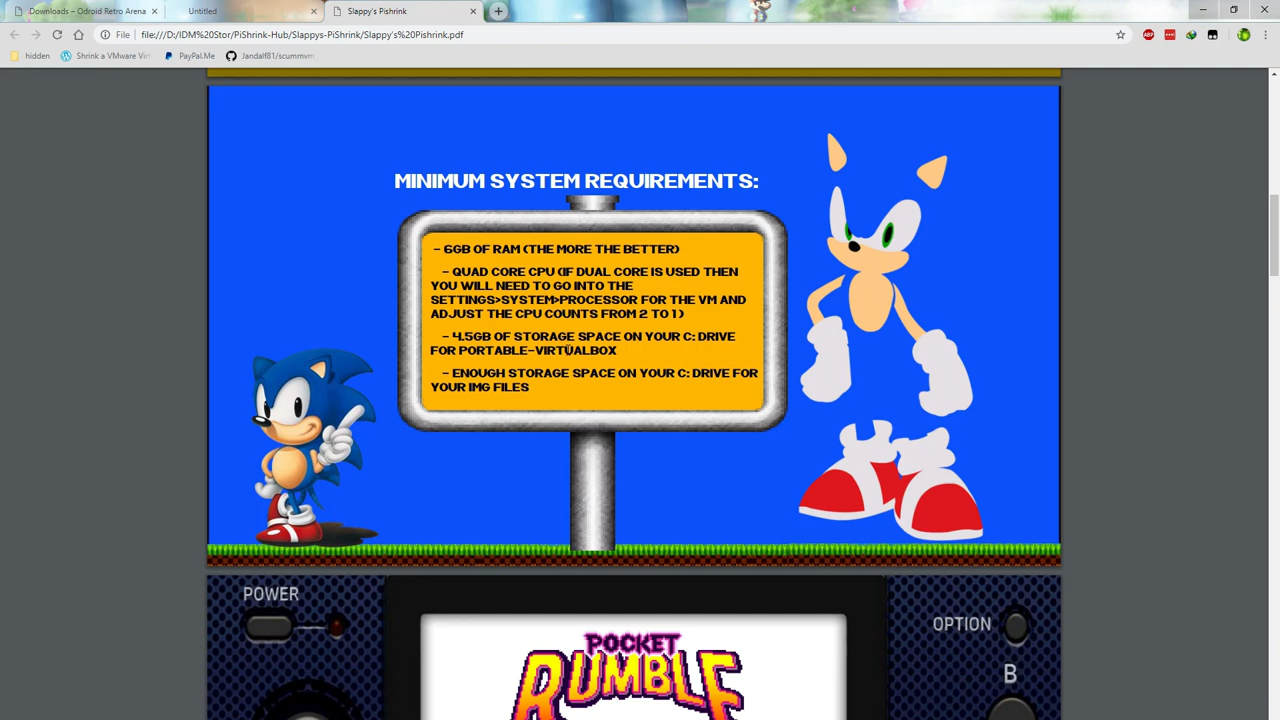 Downloads – Odroid Retro Arena
Untitled
Slappy's Pishrink
File
file:///D:/IDM%20Stor/PiShrink-Hub/Slappys-PiShrink/Slappy's%20Pishrink.pdf
ABP
hidden
Shrink a VMware Virt
PayPal.Me
Jandalf81/scummvm
MINIMUM SYSTEM REQUIREMENTS:
- 6GB OF RAM (THE MORE THE BETTER)
- QUAD CORE CPU (IF DUAL CORE IS USED THEN
YOU WILL NEED TO GO INTO THE
SETTINGS>SYSTEM>PROCESSOR FOR THE VM AND
ADJUST THE CPU COUNTS FROM 2 TO 1)
- 4.5GB OF STORAGE SPACE ON YOUR C: DRIVE
FOR PORTABLE-VIRTUALBOX
- ENOUGH STORAGE SPACE ON YOUR C: DRIVE FOR
YOUR IMG FILES
POWER
OPTION
B
POCKET
RUMBLE